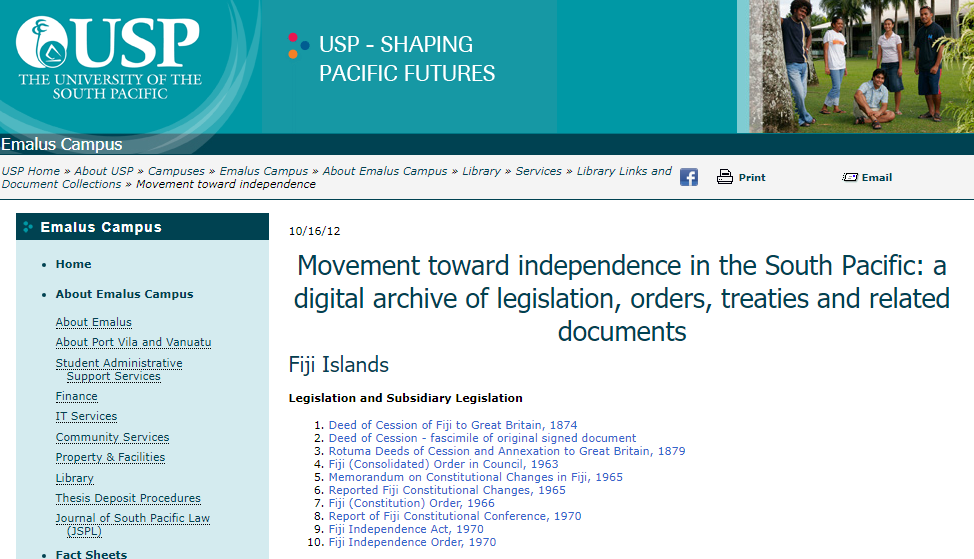 USP
THE UNIVERSITY OF THE
SOUTH PACIFIC
USP - SHAPING
PACIFIC FUTURES
Emalus Campus
USP Home » About USP » Campuses » Emalus Campus » About Emalus Campus » Library » Services » Library Links and
Document Collections » Movement toward independence
Print
Email
Emalus Campus
• Home
• About Emalus Campus
About Emalus
About Port Vila and Vanuatu
Student Administrative
Support Services
Finance
IT Services
Community Services
Property & Facilities
Library
Thesis Deposit Procedures
Journal of South Pacific Law
(JSPL)
• Fact Sheets
10/16/12
Movement toward independence in the South Pacific: a
digital archive of legislation, orders, treaties and related
documents
Fiji Islands
Legislation and Subsidiary Legislation
1. Deed of Cession of Fiji to Great Britain, 1874
2. Deed of Cession - fascimile of original signed document
3. Rotuma Deeds of Cession and Annexation to Great Britain, 1879
4. Fiji (Consolidated) Order in Council, 1963
5. Memorandum on Constitutional Changes in Fiji, 1965
6. Reported Fiji Constitutional Changes, 1965
7. Fiji (Constitution) Order, 1966
8. Report of Fiji Constitutional Conference, 1970
9. Fiji Independence Act, 1970
10. Fiji Independence Order, 1970